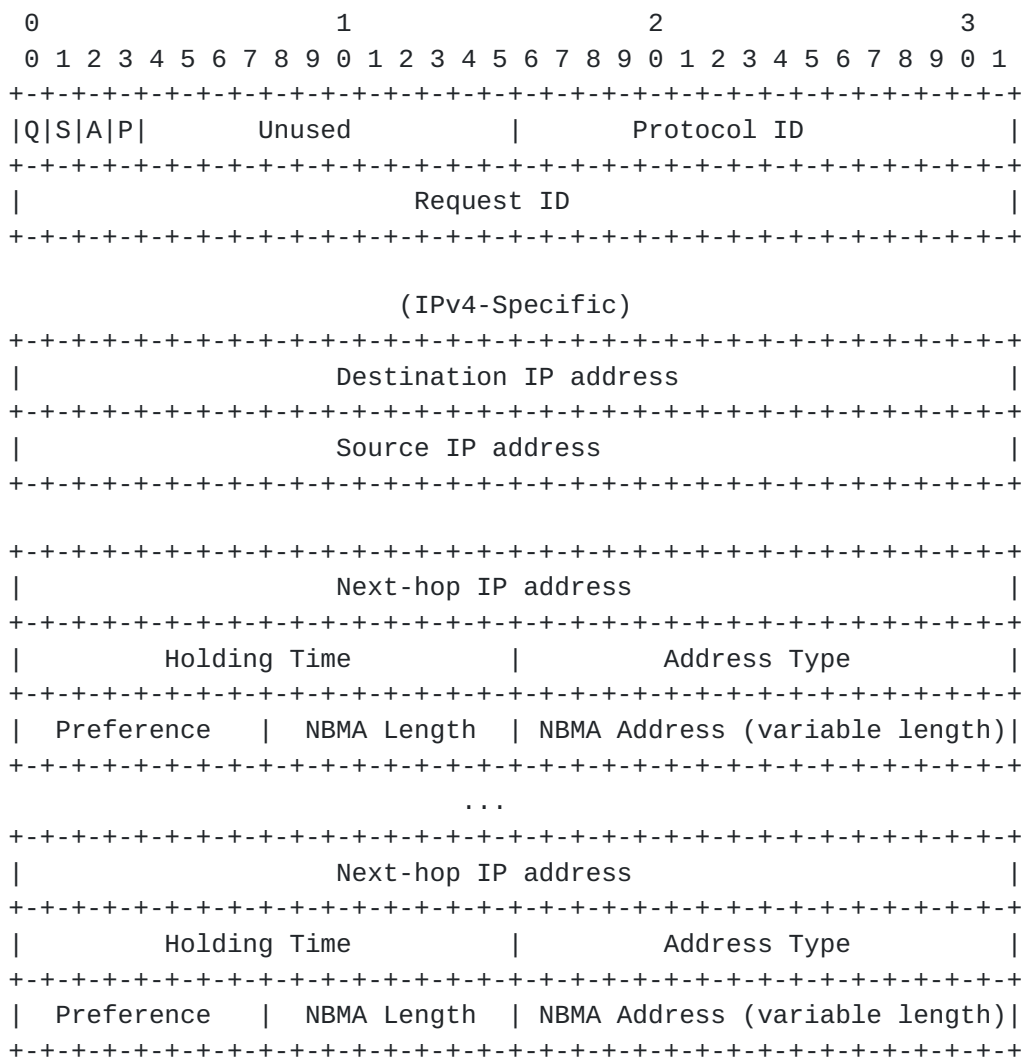 0                   1                   2                   3
 0 1 2 3 4 5 6 7 8 9 0 1 2 3 4 5 6 7 8 9 0 1 2 3 4 5 6 7 8 9 0 1
+-+-+-+-+-+-+-+-+-+-+-+-+-+-+-+-+-+-+-+-+-+-+-+-+-+-+-+-+-+-+-+-+
|Q|S|A|P|       Unused          |       Protocol ID             |
+-+-+-+-+-+-+-+-+-+-+-+-+-+-+-+-+-+-+-+-+-+-+-+-+-+-+-+-+-+-+-+-+
|                         Request ID                            |
+-+-+-+-+-+-+-+-+-+-+-+-+-+-+-+-+-+-+-+-+-+-+-+-+-+-+-+-+-+-+-+-+

                         (IPv4-Specific)
+-+-+-+-+-+-+-+-+-+-+-+-+-+-+-+-+-+-+-+-+-+-+-+-+-+-+-+-+-+-+-+-+
|                    Destination IP address                     |
+-+-+-+-+-+-+-+-+-+-+-+-+-+-+-+-+-+-+-+-+-+-+-+-+-+-+-+-+-+-+-+-+
|                    Source IP address                          |
+-+-+-+-+-+-+-+-+-+-+-+-+-+-+-+-+-+-+-+-+-+-+-+-+-+-+-+-+-+-+-+-+

+-+-+-+-+-+-+-+-+-+-+-+-+-+-+-+-+-+-+-+-+-+-+-+-+-+-+-+-+-+-+-+-+
|                    Next-hop IP address                        |
+-+-+-+-+-+-+-+-+-+-+-+-+-+-+-+-+-+-+-+-+-+-+-+-+-+-+-+-+-+-+-+-+
|         Holding Time          |         Address Type          |
+-+-+-+-+-+-+-+-+-+-+-+-+-+-+-+-+-+-+-+-+-+-+-+-+-+-+-+-+-+-+-+-+
|  Preference   |  NBMA Length  | NBMA Address (variable length)|
+-+-+-+-+-+-+-+-+-+-+-+-+-+-+-+-+-+-+-+-+-+-+-+-+-+-+-+-+-+-+-+-+
                             ...
+-+-+-+-+-+-+-+-+-+-+-+-+-+-+-+-+-+-+-+-+-+-+-+-+-+-+-+-+-+-+-+-+
|                    Next-hop IP address                        |
+-+-+-+-+-+-+-+-+-+-+-+-+-+-+-+-+-+-+-+-+-+-+-+-+-+-+-+-+-+-+-+-+
|         Holding Time          |         Address Type          |
+-+-+-+-+-+-+-+-+-+-+-+-+-+-+-+-+-+-+-+-+-+-+-+-+-+-+-+-+-+-+-+-+
|  Preference   |  NBMA Length  | NBMA Address (variable length)|
+-+-+-+-+-+-+-+-+-+-+-+-+-+-+-+-+-+-+-+-+-+-+-+-+-+-+-+-+-+-+-+-+